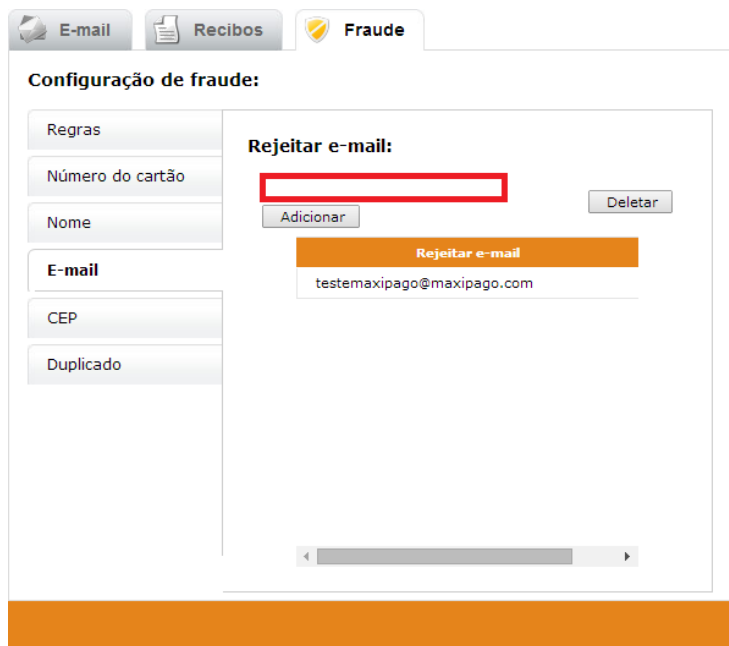 E-mail
Recibos
Fraude
Configuração de fraude:
Regras
Número do cartão
Nome
E-mail
CEP
Duplicado
Rejeitar e-mail:
Deletar
Adicionar
Rejeitar e-mail
testemaxipago@maxipago.com